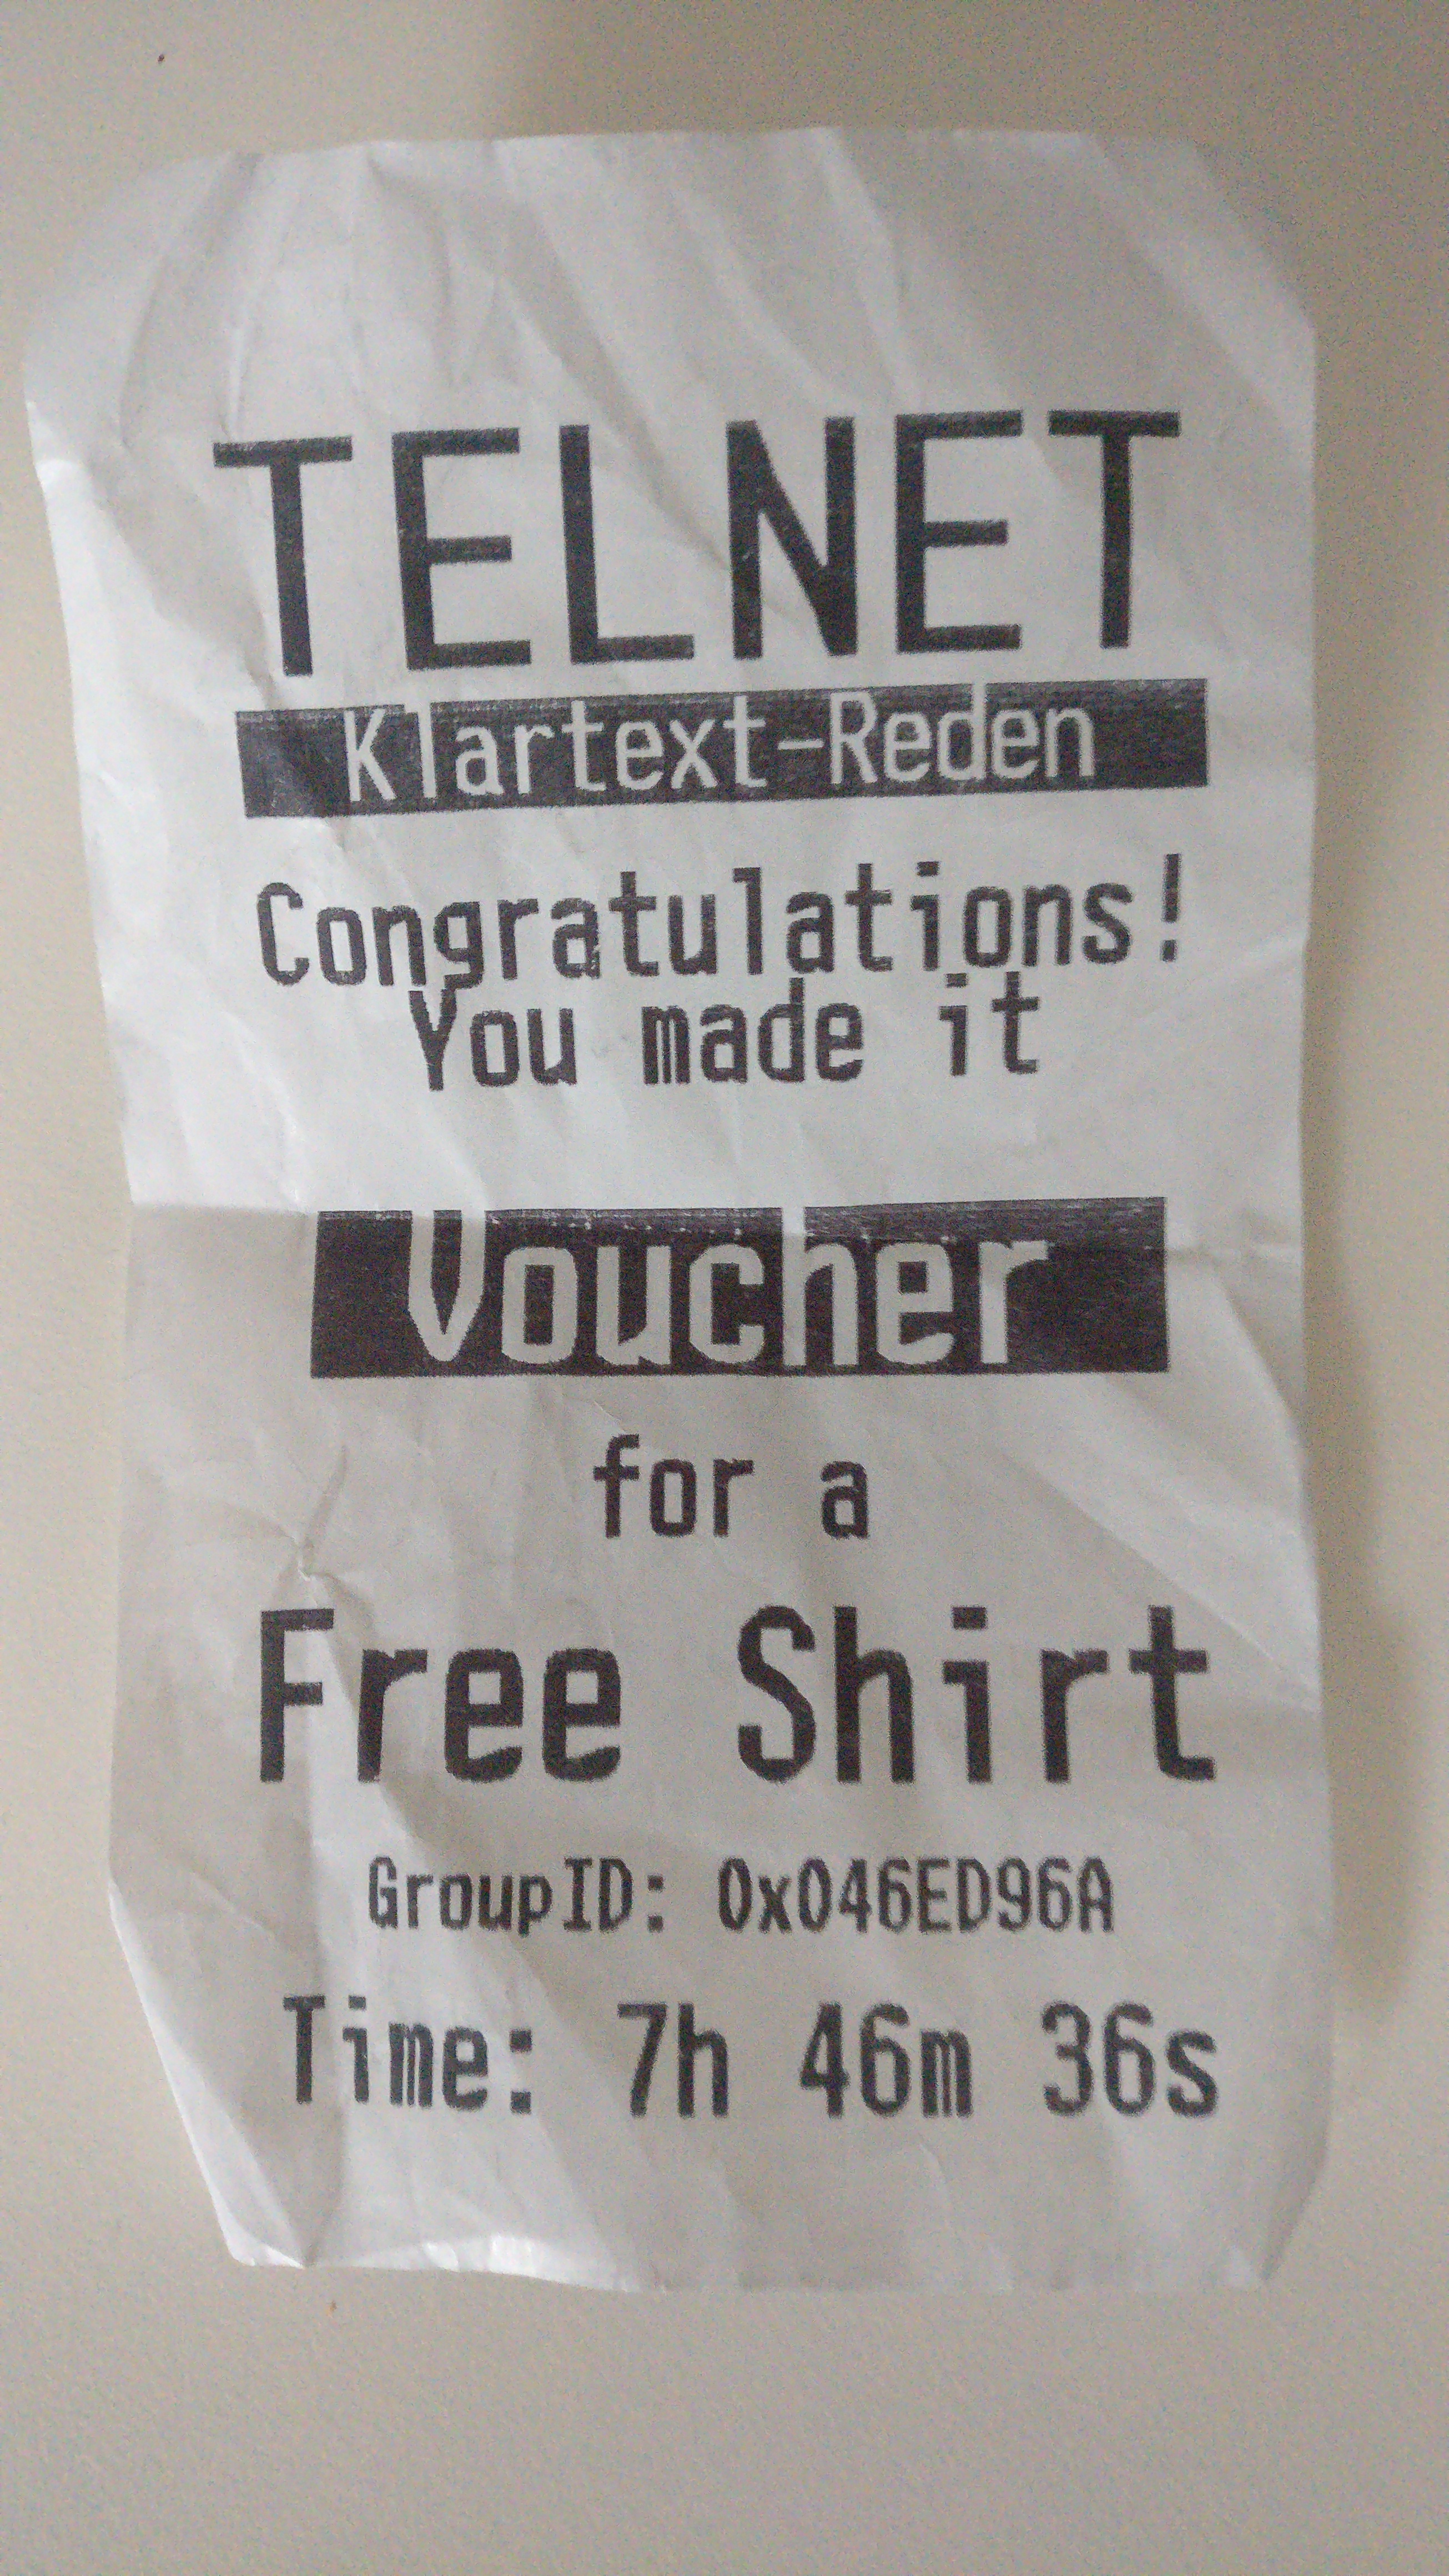 TELNET
Klartext-Reden
Congratulations!
You made it
Voucher
for a
Free Shirt
GroupID: 0x046ED96A
Time: 7h 46m 36s